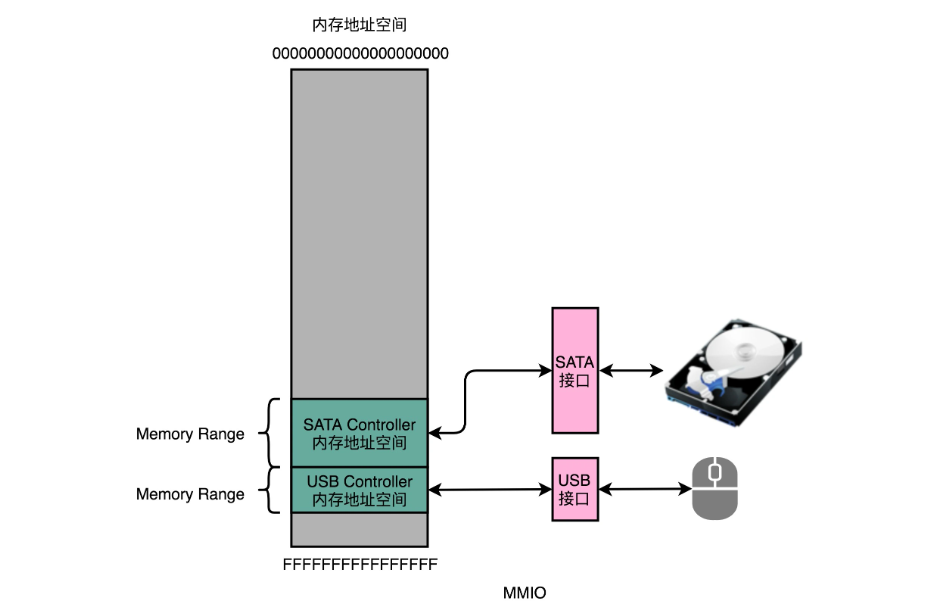 内存地址空间
00000000000000000000
SATA
接口
SATA Controller
内存地址空间
Memory Range
USB Controller
内存地址空间
Memory Range
USB
接口
FFFFFFFFFFFFFFFF
MMIO